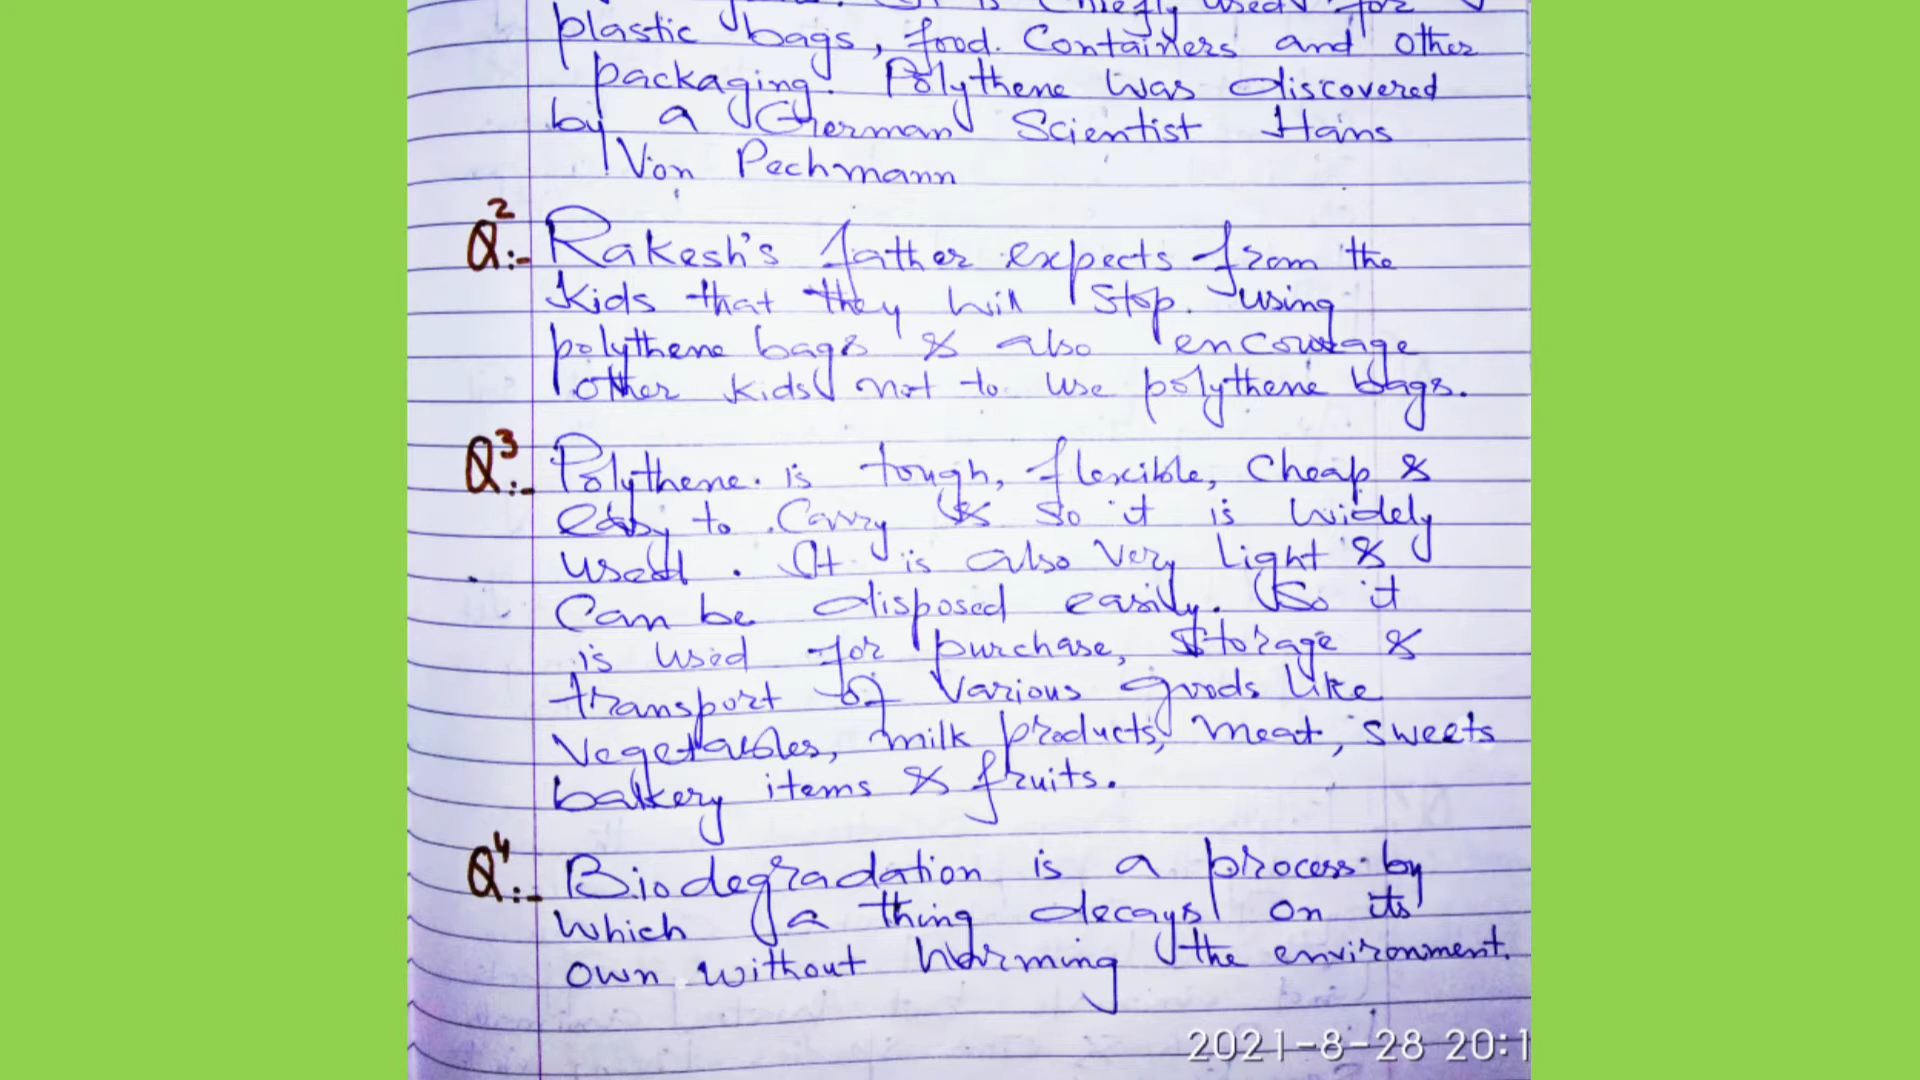 It is chiefly used for
plastic bags, food. Containers and other
packaging. Polythene was discovered
by a German Scientist Hans
Von Pechmann
Q2:- Rakesh's father expects from the
kids that they will stop. using
polythene bags & also encourage
other kids not to use polythene bags.
Q3:- Polythene. is tough, flexible, cheap &
easy to carry & so it is widely
used. It is also very light &
can be disposed easily. So it
is used for purchase, storage &
transport of various goods like
vegetables, milk products, meat, sweets
bakery items & fruits.
Q4:- Biodegradation is a process by
which a thing decays on its
own without harming the environment.
2021-8-28 20:1